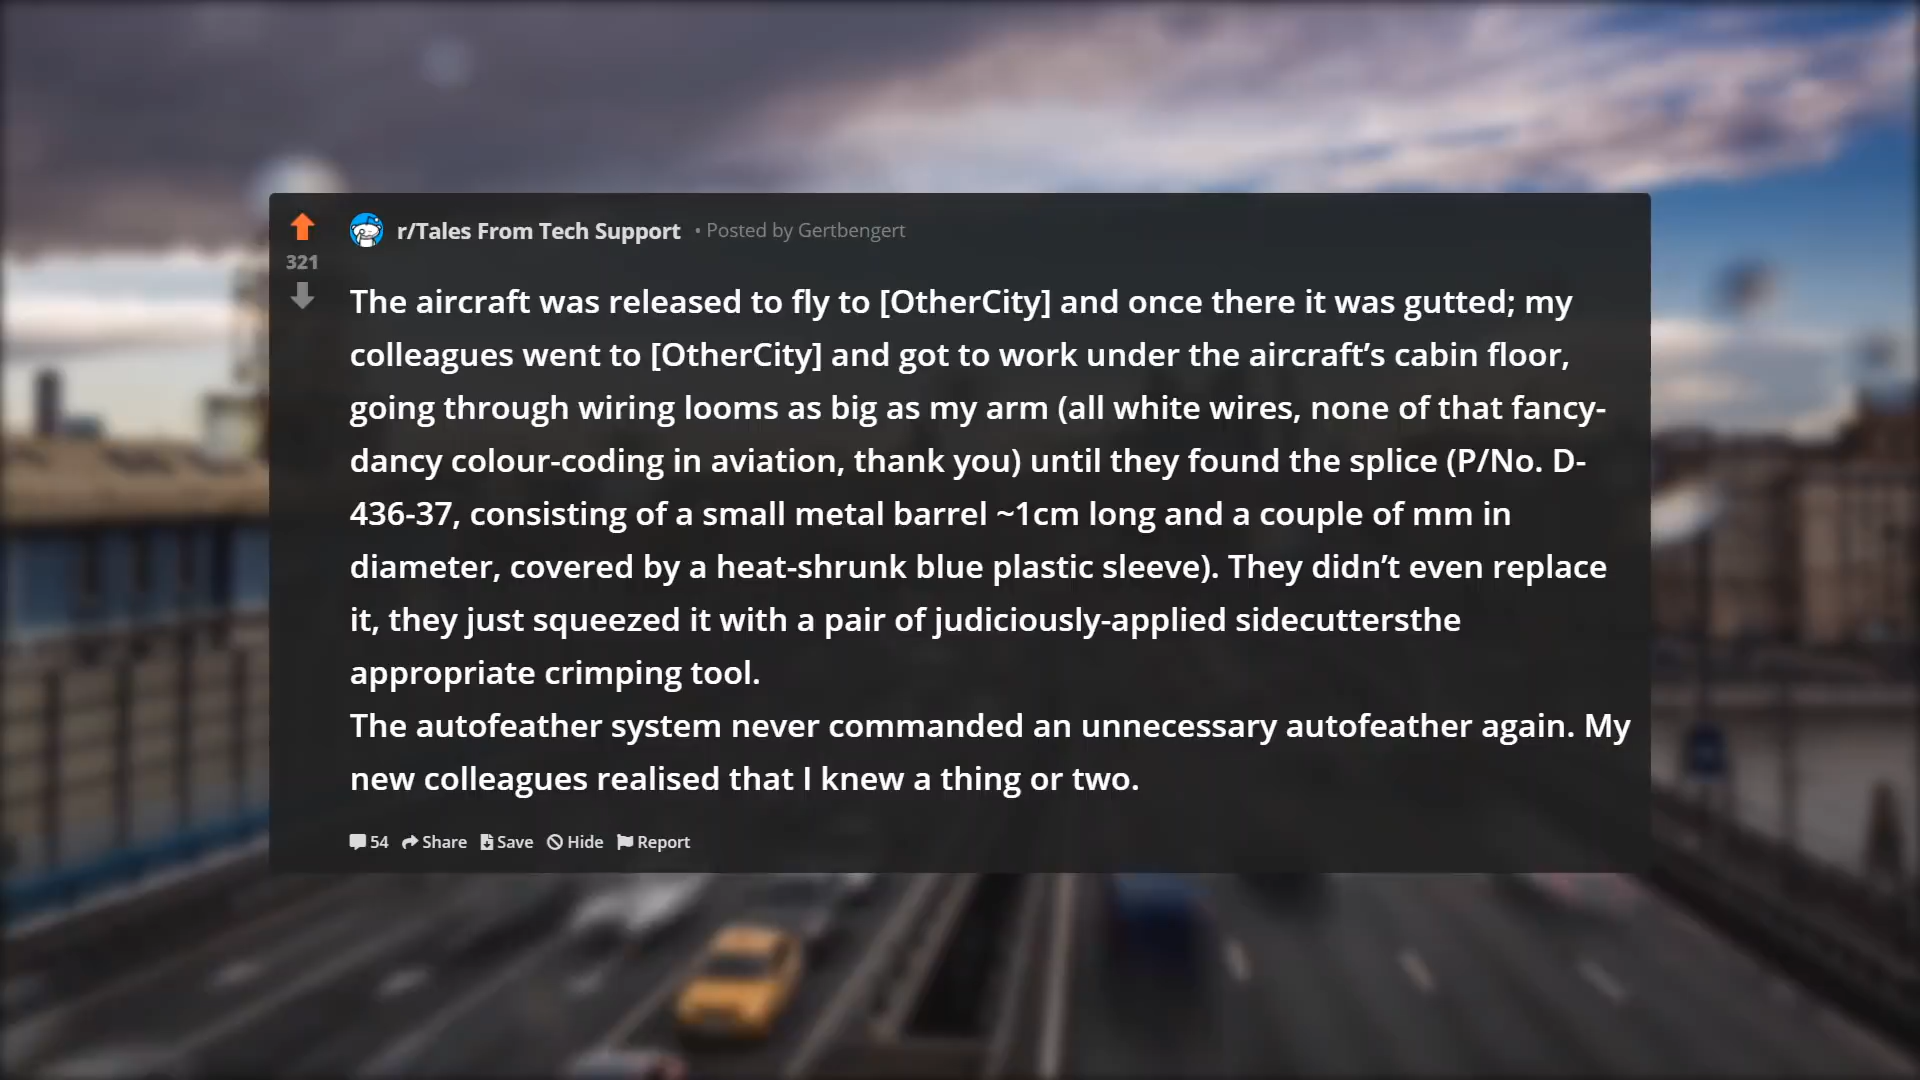 r/Tales From Tech Support • Posted by Gertbengert
321
The aircraft was released to fly to [OtherCity] and once there it was gutted; my
colleagues went to [OtherCity] and got to work under the aircraft’s cabin floor,
going through wiring looms as big as my arm (all white wires, none of that fancy-
dancy colour-coding in aviation, thank you) until they found the splice (P/No. D-
436-37, consisting of a small metal barrel ~1cm long and a couple of mm in
diameter, covered by a heat-shrunk blue plastic sleeve). They didn’t even replace
it, they just squeezed it with a pair of judiciously-applied sidecuttersthe
appropriate crimping tool.
The autofeather system never commanded an unnecessary autofeather again. My
new colleagues realised that I knew a thing or two.
54 Share Save Hide Report